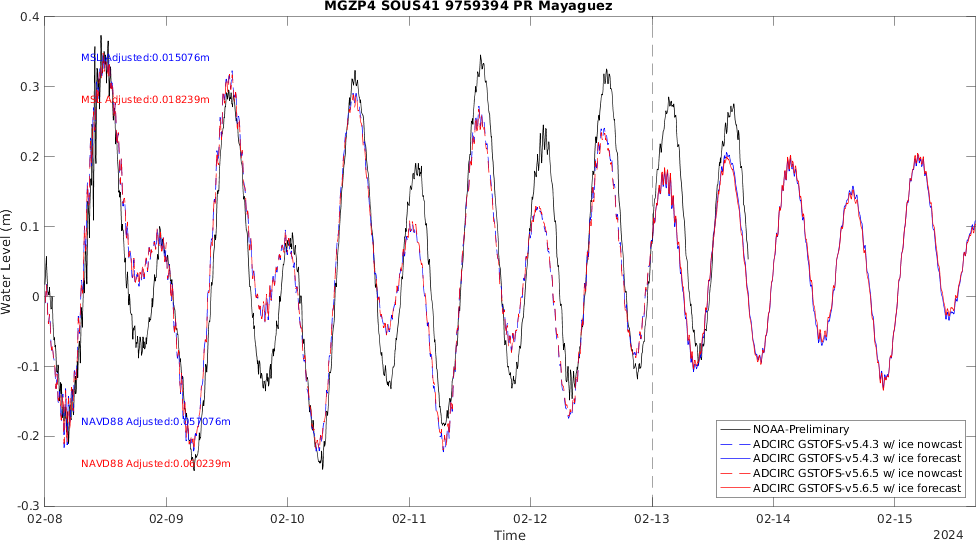 MGZP4 SOUS41 9759394 PR Mayaguez
0.4
0.3
0.2
0.1
0
-0.1
-0.2
-0.3
Water Level (m)
MSL Adjusted:0.015076m
MSL Adjusted:0.018239m
NAVD88 Adjusted:0.057076m
NAVD88 Adjusted:0.060239m
NOAA-Preliminary
ADCIRC GSTOFS-v5.4.3 w/ ice nowcast
ADCIRC GSTOFS-v5.4.3 w/ ice forecast
ADCIRC GSTOFS-v5.6.5 w/ ice nowcast
ADCIRC GSTOFS-v5.6.5 w/ ice forecast
02-08 02-09 02-10 02-11 02-12 02-13 02-14 02-15
Time
2024